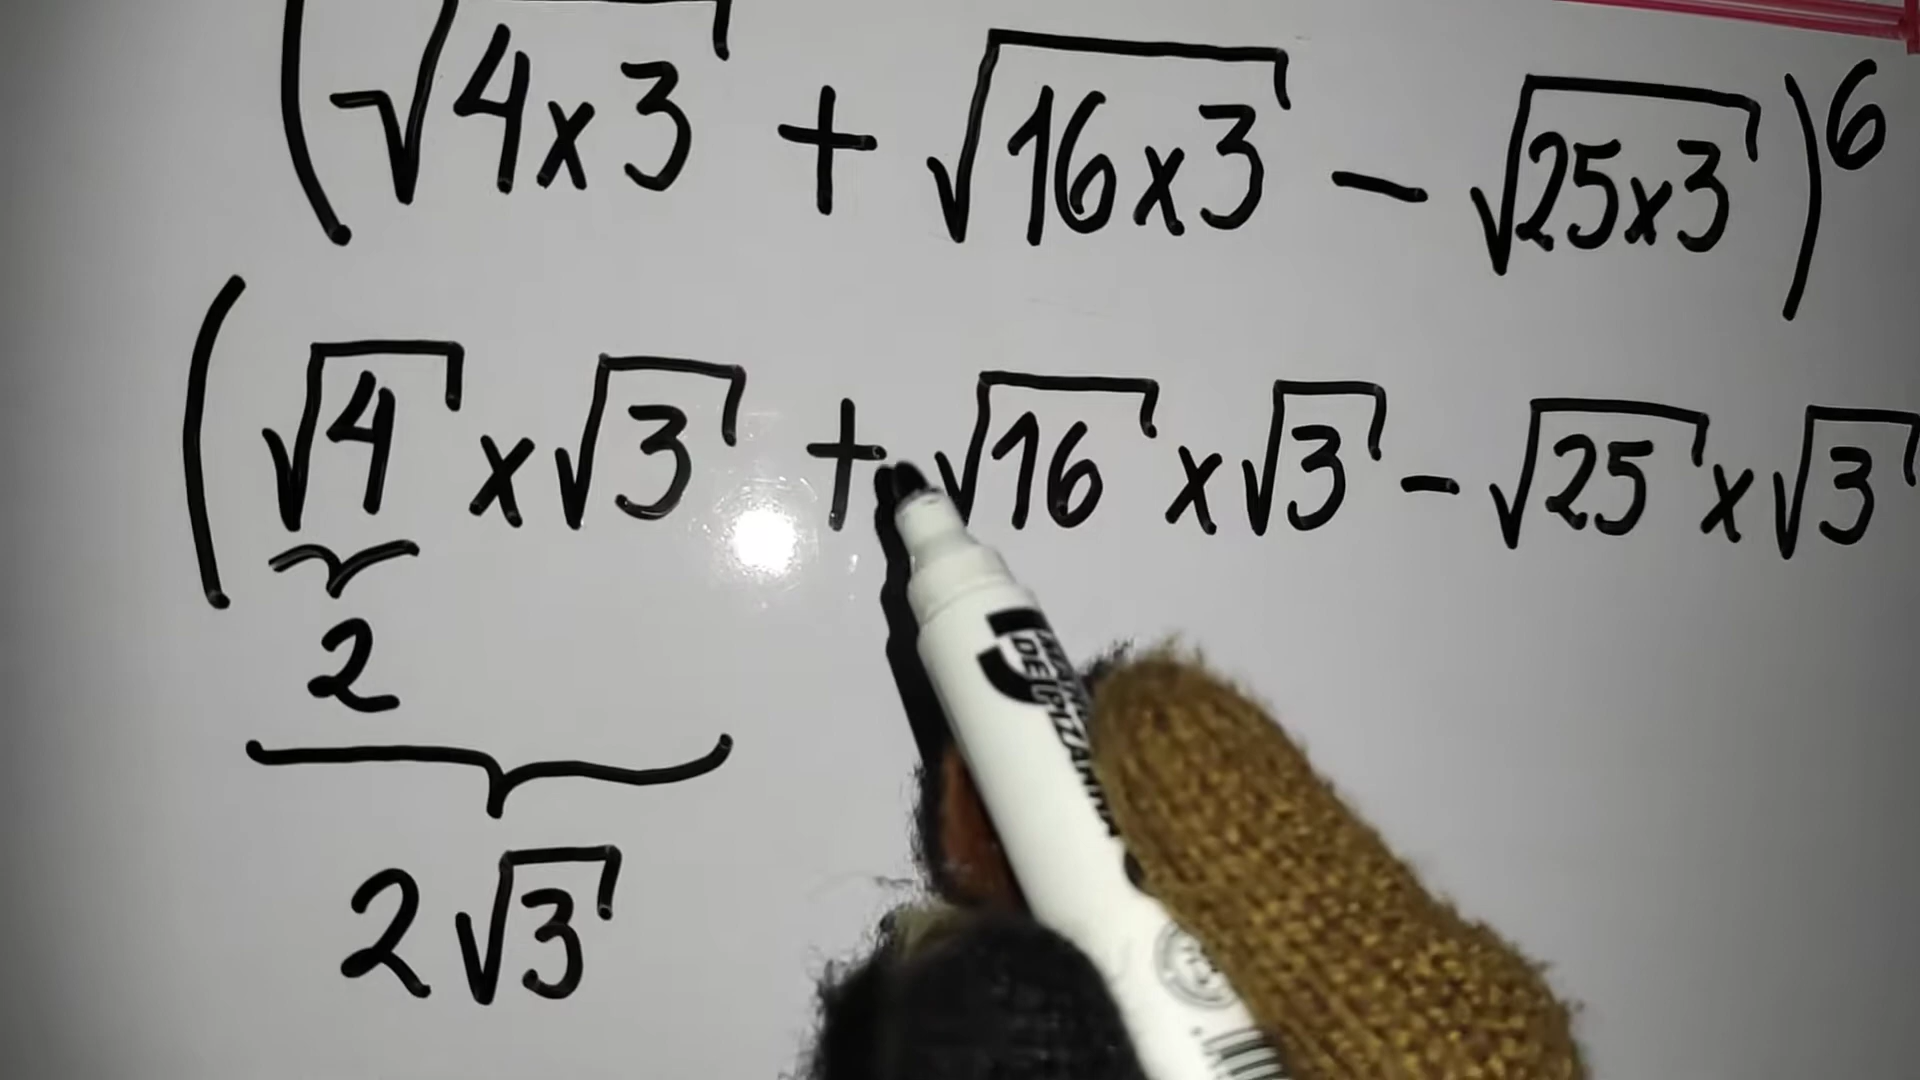 (√4x3 + √16x3 - √25x3)⁶
(√4 x √3 + √16 x √3 - √25 x √3
2
2√3